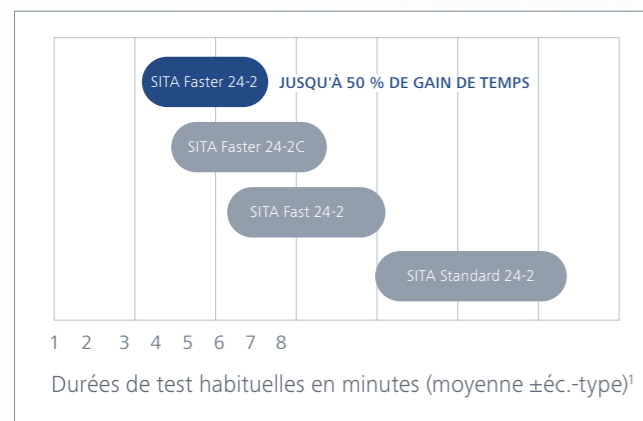 SITA Faster 24-2
JUSQU'À 50 % DE GAIN DE TEMPS
SITA Faster 24-2C
SITA Fast 24-2
SITA Standard 24-2
1 2 3 4 5 6 7 8
Durées de test habituelles en minutes (moyenne ±éc.-type)¹